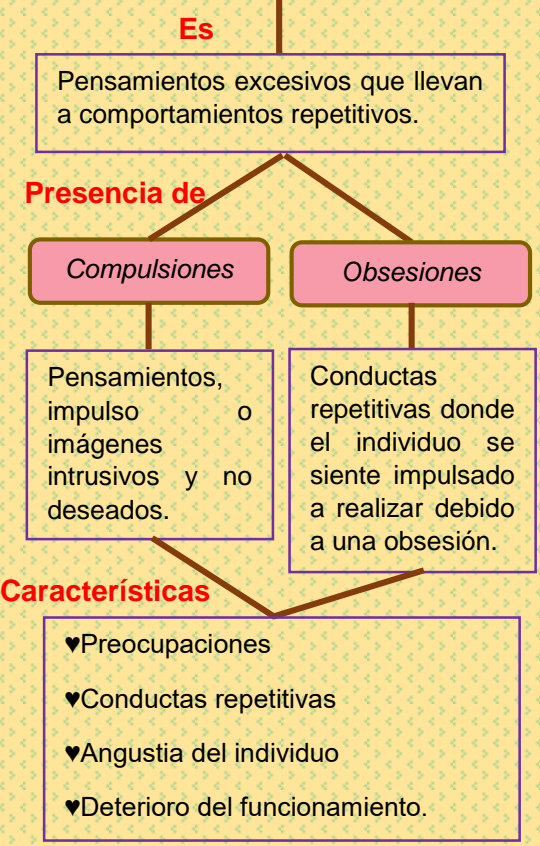 Es
Pensamientos excesivos que llevan
a comportamientos repetitivos.
Presencia de
Compulsiones
Obsesiones
Pensamientos,
impulso o
imágenes
intrusivos y no
deseados.
Conductas
repetitivas donde
el individuo se
siente impulsado
a realizar debido
a una obsesión.
Característícas
♥Preocupaciones
♥Conductas repetitivas
♥Angustia del individuo
♥Deterioro del funcionamiento.